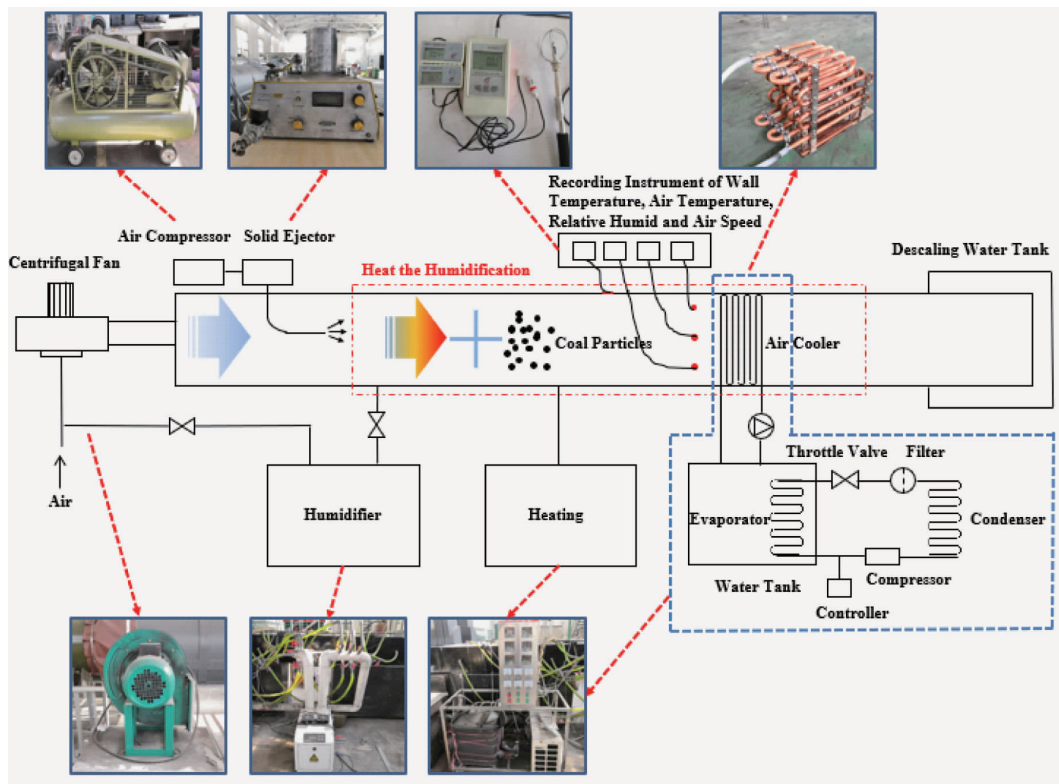 Recording Instrument of Wall
Temperature, Air Temperature,
Relative Humid and Air Speed
Air Compressor
Solid Ejector
Centrifugal Fan
Heat the Humidification
Descaling Water Tank
Coal Particles
Air Cooler
Throttle Valve
Filter
Air
Humidifier
Heating
Evaporator
Condenser
Water Tank
Compressor
Controller